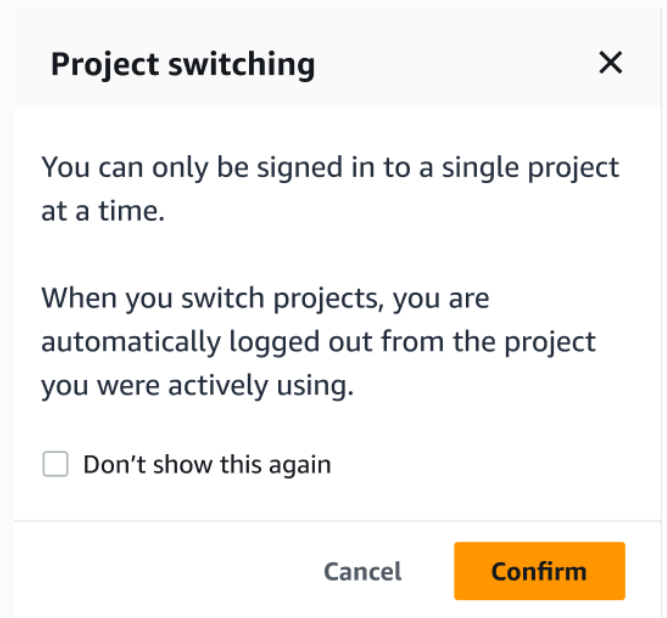 Project switching
You can only be signed in to a single project
at a time.
When you switch projects, you are
automatically logged out from the project
you were actively using.
Don’t show this again
Cancel
Confirm